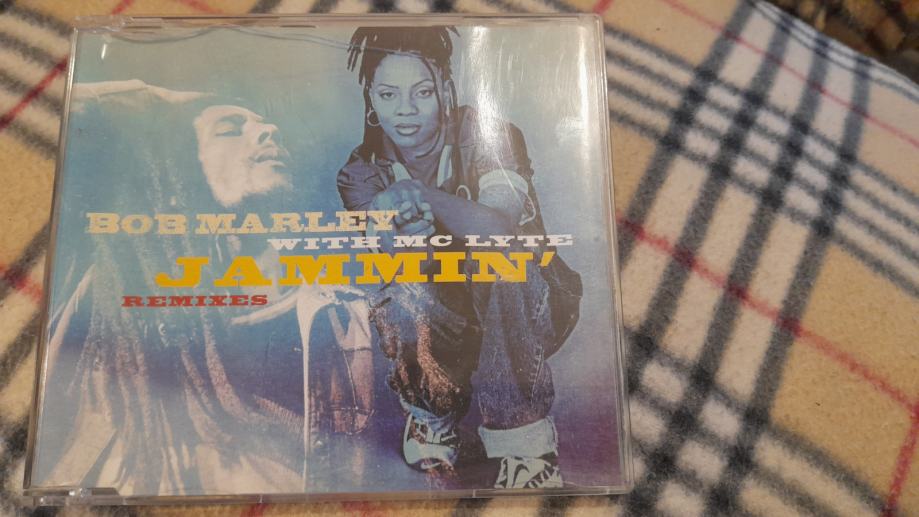 BOB MARLEY
WITH MC LYTE
JAMMIN'
REMIXES